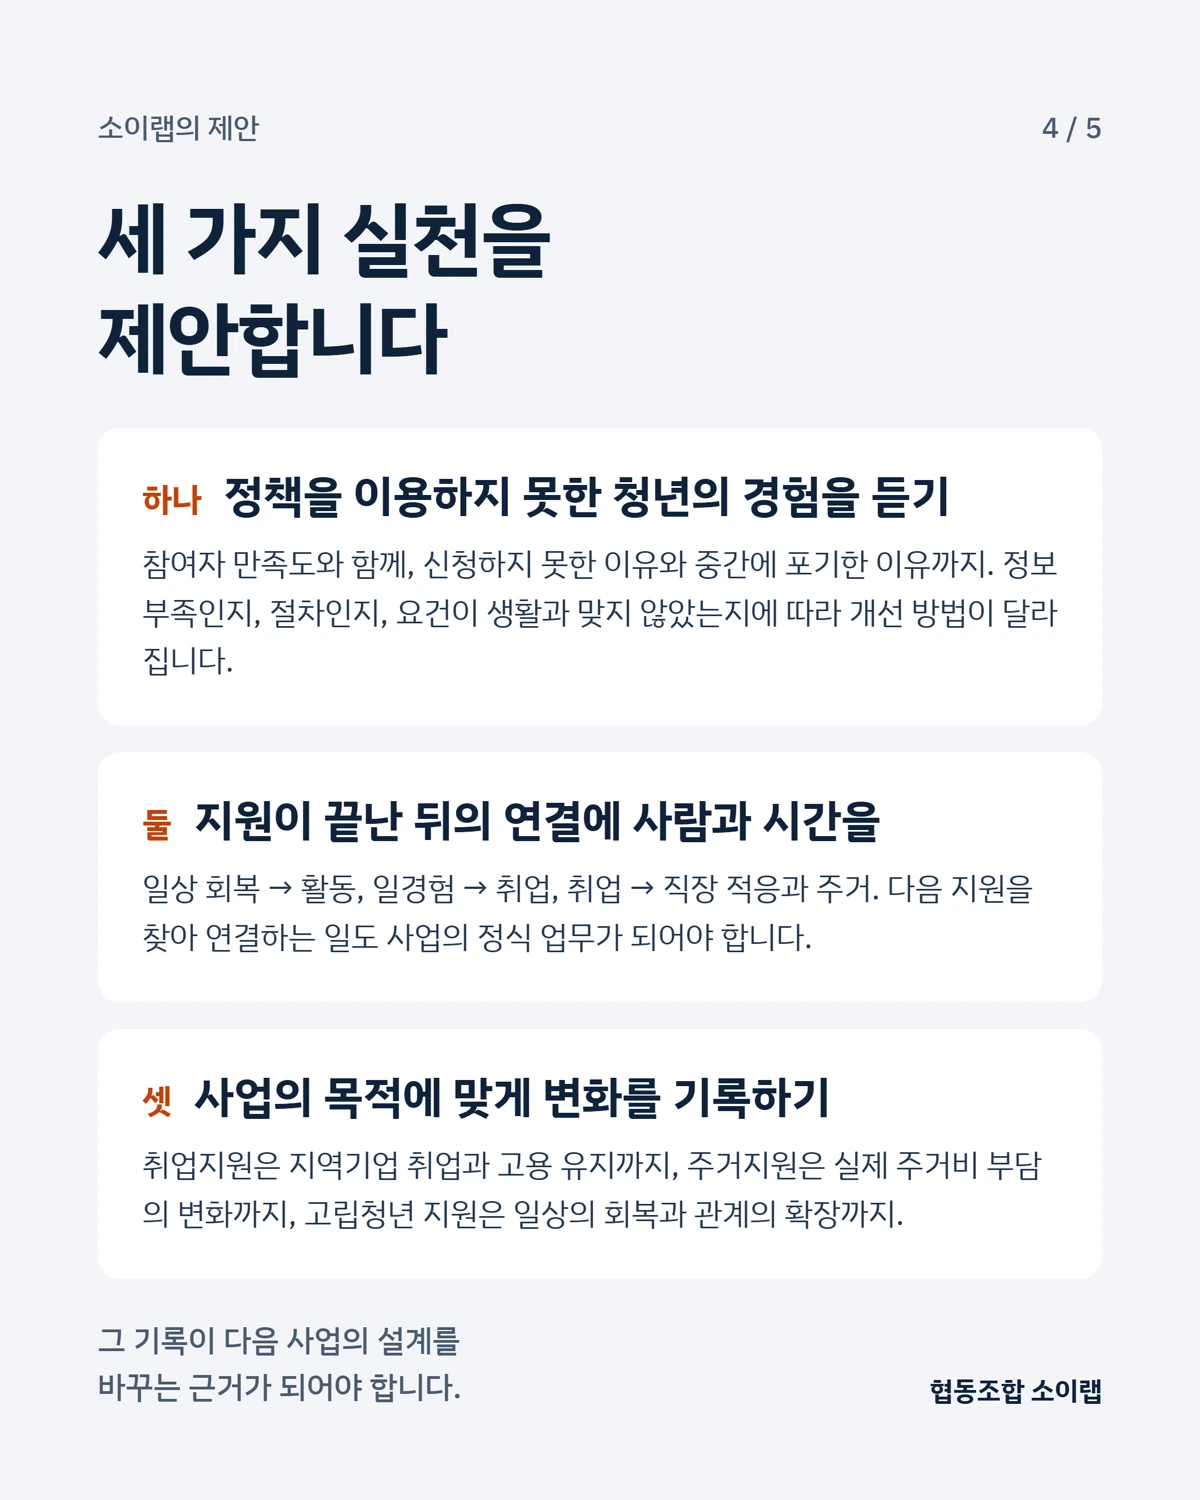 소이랩의 제안
4 / 5
세 가지 실천을
제안합니다
하나 정책을 이용하지 못한 청년의 경험을 듣기
참여자 만족도와 함께, 신청하지 못한 이유와 중간에 포기한 이유까지. 정보
부족인지, 절차인지, 요건이 생활과 맞지 않았는지에 따라 개선 방법이 달라
집니다.
둘 지원이 끝난 뒤의 연결에 사람과 시간을
일상 회복 → 활동, 일경험 → 취업, 취업 → 직장 적응과 주거. 다음 지원을
찾아 연결하는 일도 사업의 정식 업무가 되어야 합니다.
셋 사업의 목적에 맞게 변화를 기록하기
취업지원은 지역기업 취업과 고용 유지까지, 주거지원은 실제 주거비 부담
의 변화까지, 고립청년 지원은 일상의 회복과 관계의 확장까지.
그 기록이 다음 사업의 설계를
바꾸는 근거가 되어야 합니다.
협동조합 소이랩